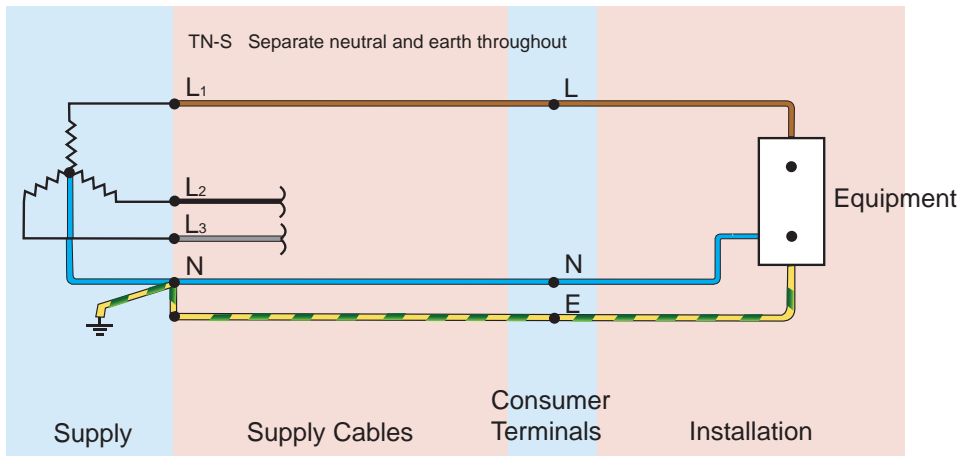 TN-S Separate neutral and earth throughout
L1
L
L2
Equipment
L3
N
N
E
Supply
Supply Cables
Consumer
Terminals
Installation